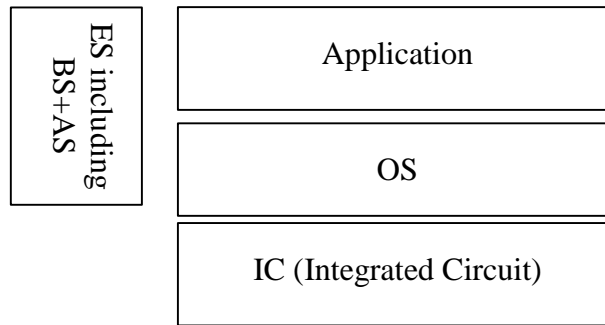 ES including
BS+AS
Application
OS
IC (Integrated Circuit)